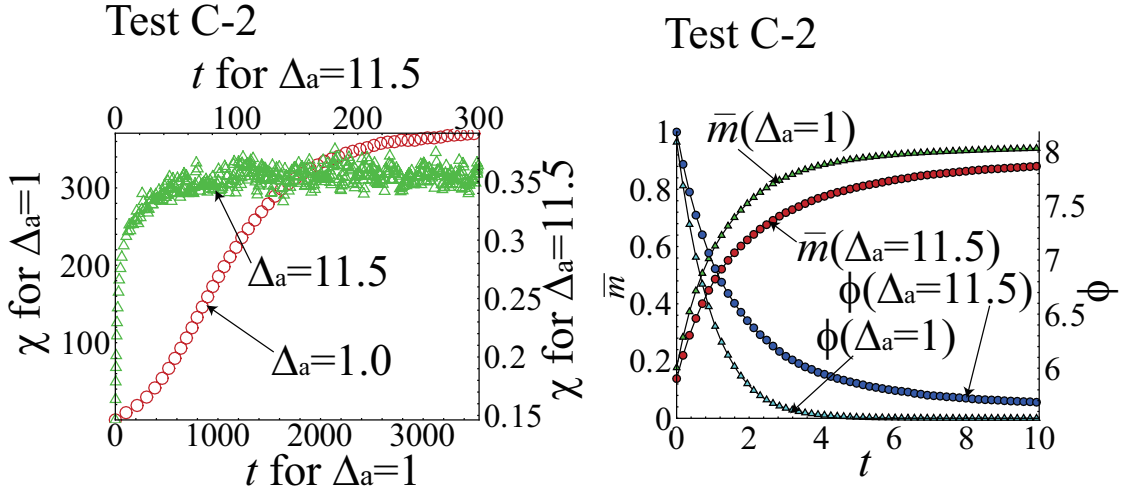 Test C-2
t for Δa=11.5
0 100 200 300
χ for Δa=1
300
200
100
0.35
0.3
0.25
0.2
0.15
χ for Δa=11.5
Δa=11.5
Δa=1.0
0 1000 2000 3000
t for Δa=1
Test C-2
m̅
1
0.8
0.6
0.4
0.2
0
m̅(Δa=1)
m̅(Δa=11.5)
ϕ(Δa=11.5)
ϕ(Δa=1)
8
7.5
7
6.5
6
ϕ
0 2 4 6 8 10
t